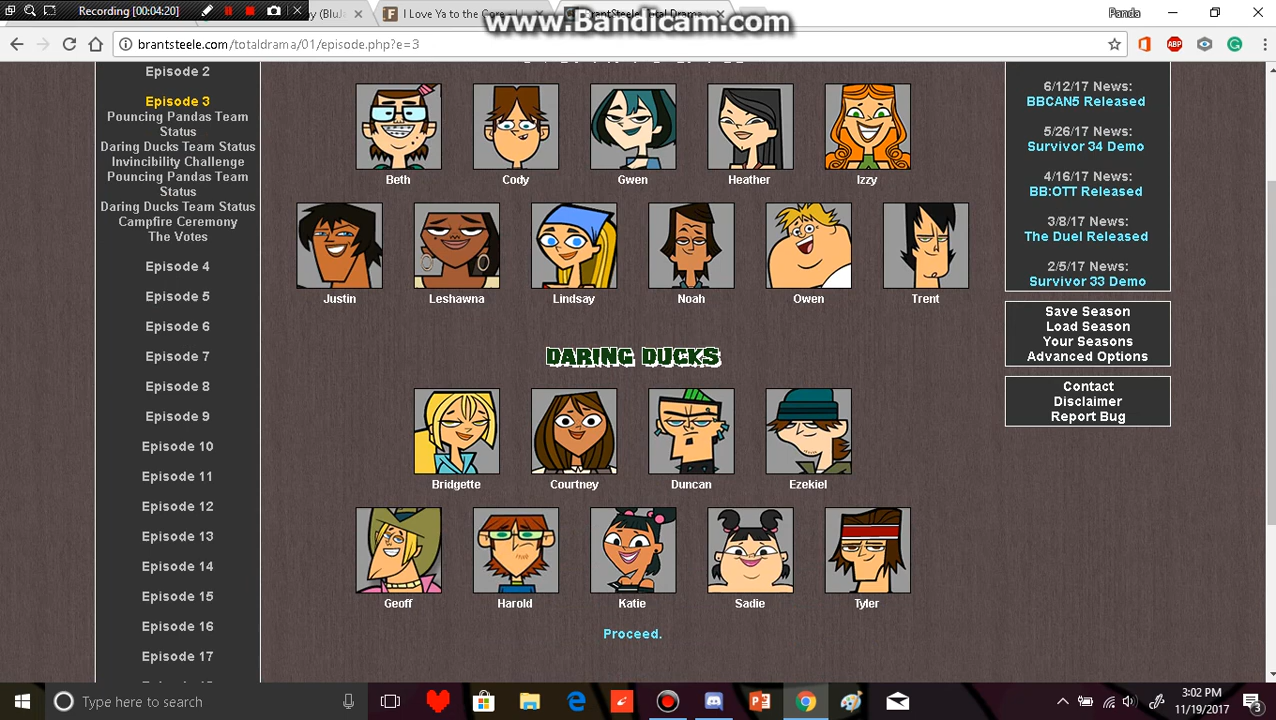 Recording [00:04:20]
www.Bandicam.com
I Love Ya to the Core
Panda
brantsteele.com/totaldrama/01/episode.php?e=3
ABP
Episode 2
Episode 3
Pouncing Pandas Team
Status
Daring Ducks Team Status
Invincibility Challenge
Pouncing Pandas Team
Status
Daring Ducks Team Status
Campfire Ceremony
The Votes
Episode 4
Episode 5
Episode 6
Episode 7
Episode 8
Episode 9
Episode 10
Episode 11
Episode 12
Episode 13
Episode 14
Episode 15
Episode 16
Episode 17
Beth
Cody
Gwen
Heather
Izzy
Justin
Leshawna
Lindsay
Noah
Owen
Trent
DARING DUCKS
Bridgette
Courtney
Duncan
Ezekiel
Geoff
Harold
Katie
Sadie
Tyler
Proceed.
6/12/17 News:
BBCAN5 Released
5/26/17 News:
Survivor 34 Demo
4/16/17 News:
BB:OTT Released
3/8/17 News:
The Duel Released
2/5/17 News:
Survivor 33 Demo
Save Season
Load Season
Your Seasons
Advanced Options
Contact
Disclaimer
Report Bug
Type here to search
3:02 PM
11/19/2017
3